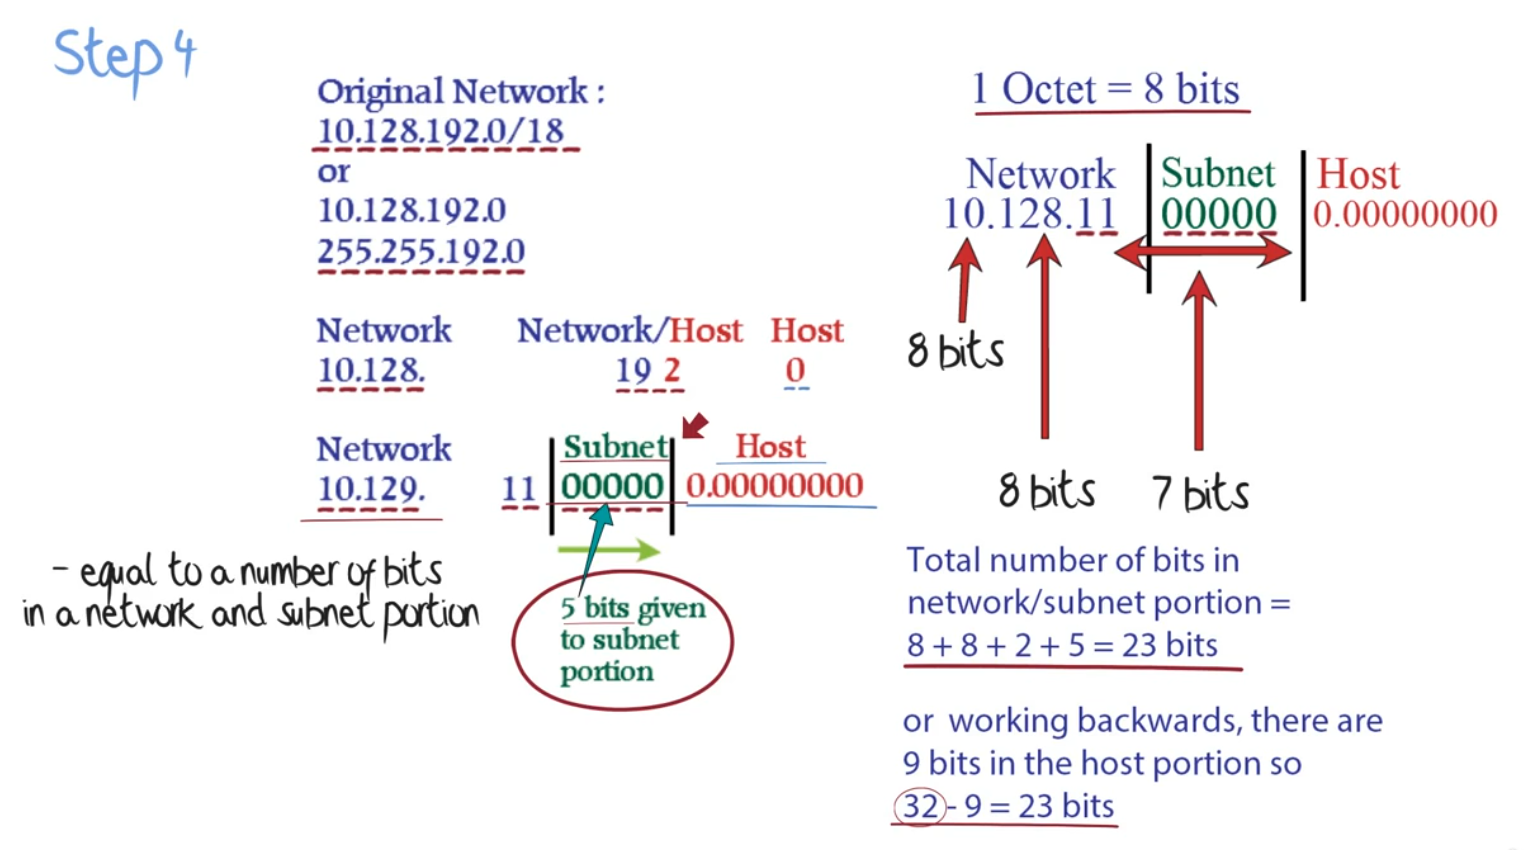 Step 4
Original Network :
10.128.192.0/18
or
10.128.192.0
255.255.192.0
Network Network/Host Host
10.128. 19 2 0
Network Subnet Host
10.129. 11 00000 0.00000000
- equal to a number of bits
in a network and subnet portion
5 bits given
to subnet
portion
1 Octet = 8 bits
Network Subnet Host
10.128.11 00000 0.00000000
8 bits
8 bits 7 bits
Total number of bits in
network/subnet portion =
8 + 8 + 2 + 5 = 23 bits
or working backwards, there are
9 bits in the host portion so
32 - 9 = 23 bits